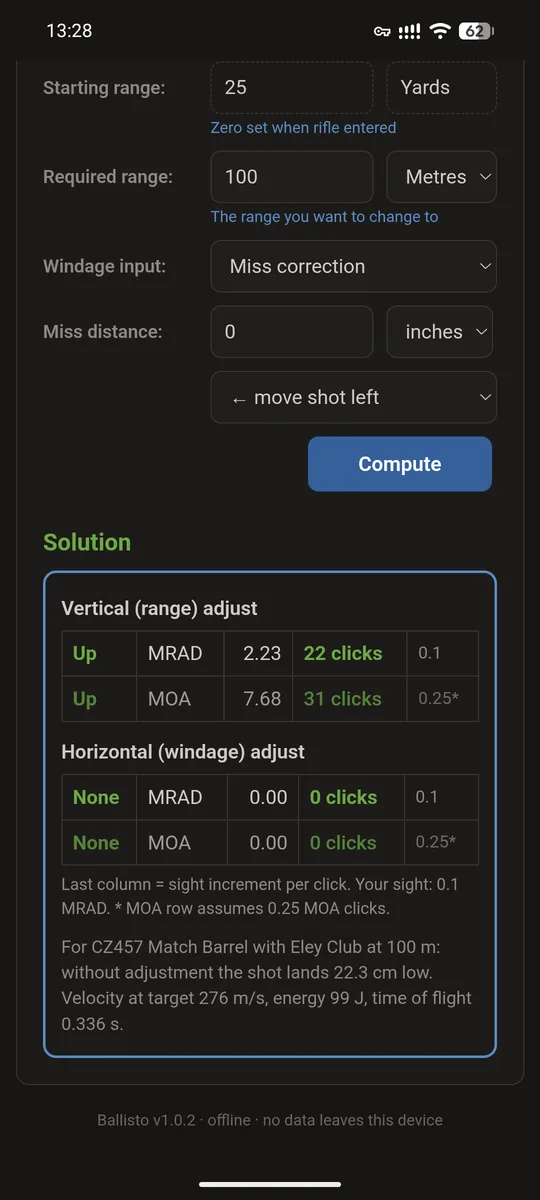 13:28
62
Starting range: 25 Yards
Zero set when rifle entered
Required range: 100 Metres
The range you want to change to
Windage input: Miss correction
Miss distance: 0 inches
← move shot left
Compute
Solution
Vertical (range) adjust
Up MRAD 2.23 22 clicks 0.1
Up MOA 7.68 31 clicks 0.25*
Horizontal (windage) adjust
None MRAD 0.00 0 clicks 0.1
None MOA 0.00 0 clicks 0.25*
Last column = sight increment per click. Your sight: 0.1
MRAD. * MOA row assumes 0.25 MOA clicks.
For CZ457 Match Barrel with Eley Club at 100 m:
without adjustment the shot lands 22.3 cm low.
Velocity at target 276 m/s, energy 99 J, time of flight
0.336 s.
Ballisto v1.0.2 · offline · no data leaves this device